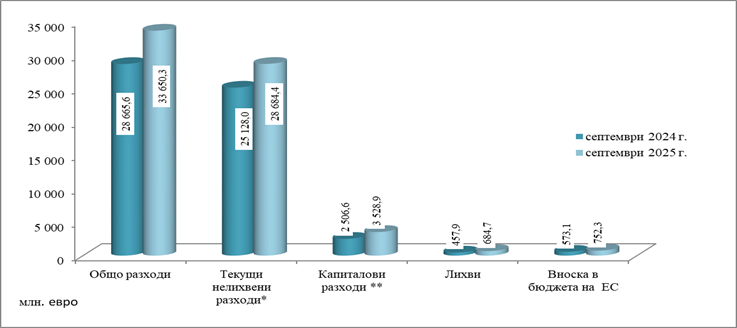 35 000
30 000
25 000
20 000
15 000
10 000
5 000
0
28 665,6
33 650,3
25 128,0
28 684,4
2 506,6
3 528,9
457,9
684,7
573,1
752,3
септември 2024 г.
септември 2025 г.
Общо разходи
Текущи
нелихвени
разходи*
Капиталови
разходи **
Лихви
Вноска в
бюджета на ЕС
млн. евро